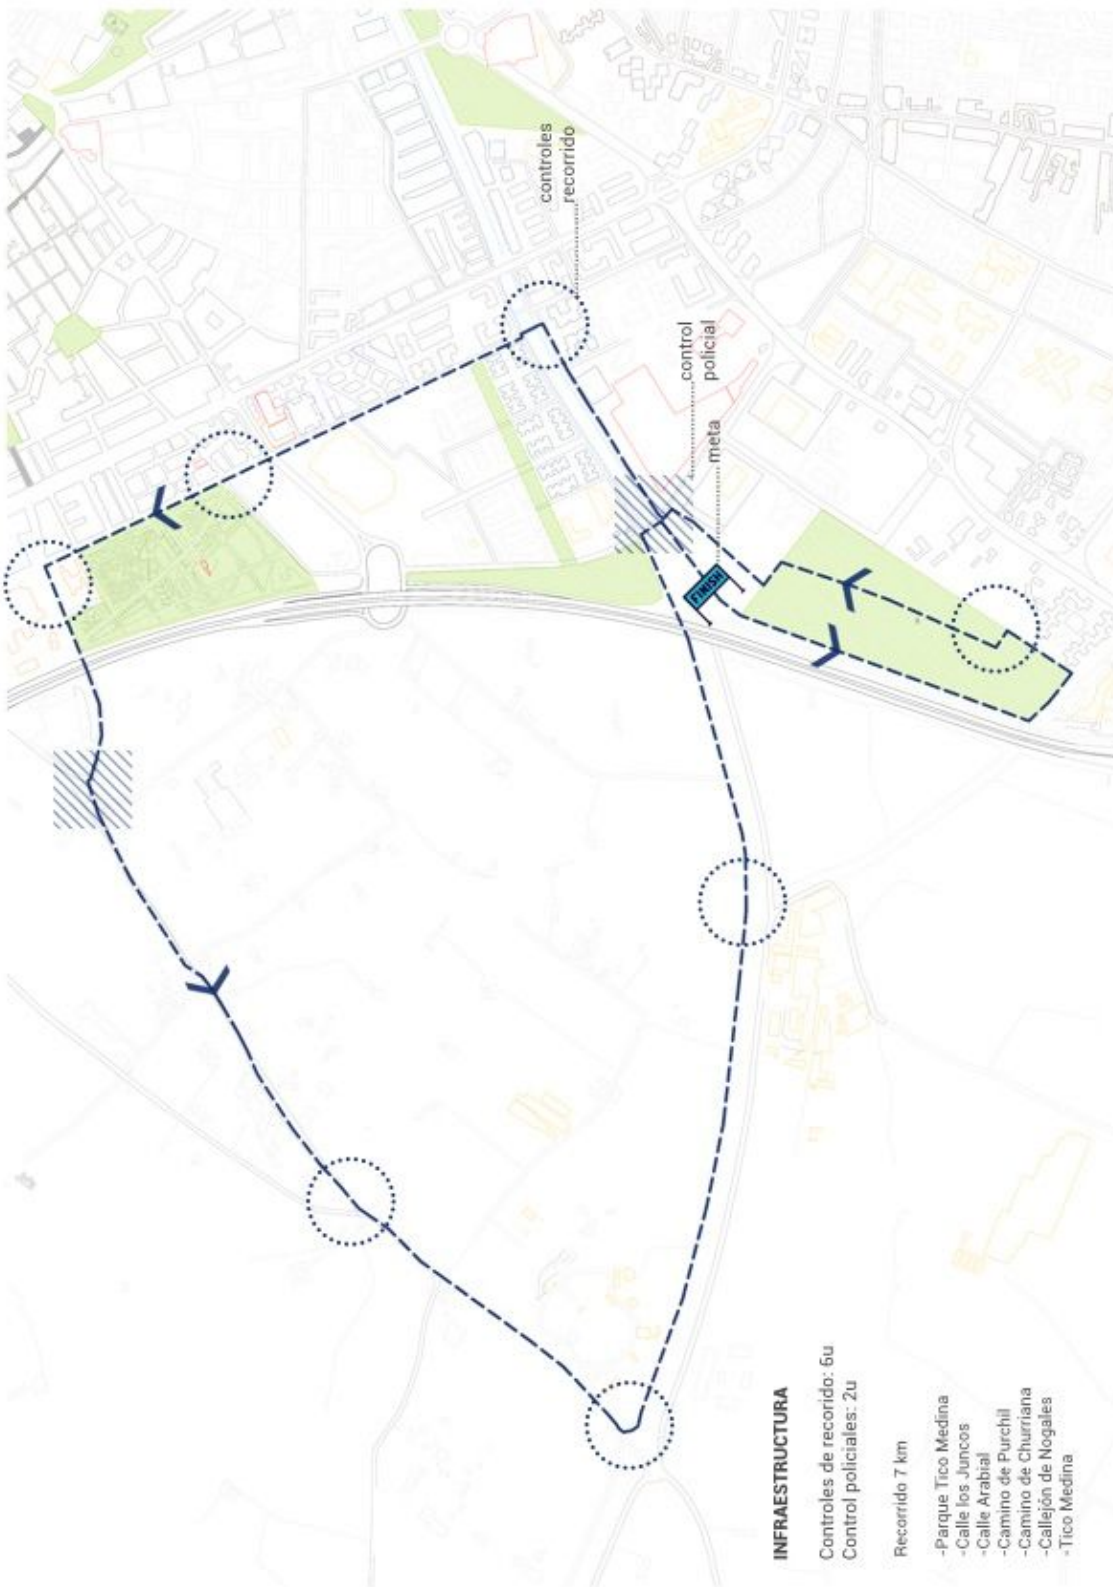 controles
recorrido
control
policial
meta
FINISH
INFRAESTRUCTURA
Controles de recorido: 6u
Control policiales: 2u
Recorrido 7 km
-Parque Tico Medina
-Calle los Juncos
-Calle Arabial
-Camino de Purchil
-Camino de Churriana
-Callejón de Nogales
-Tico Medina